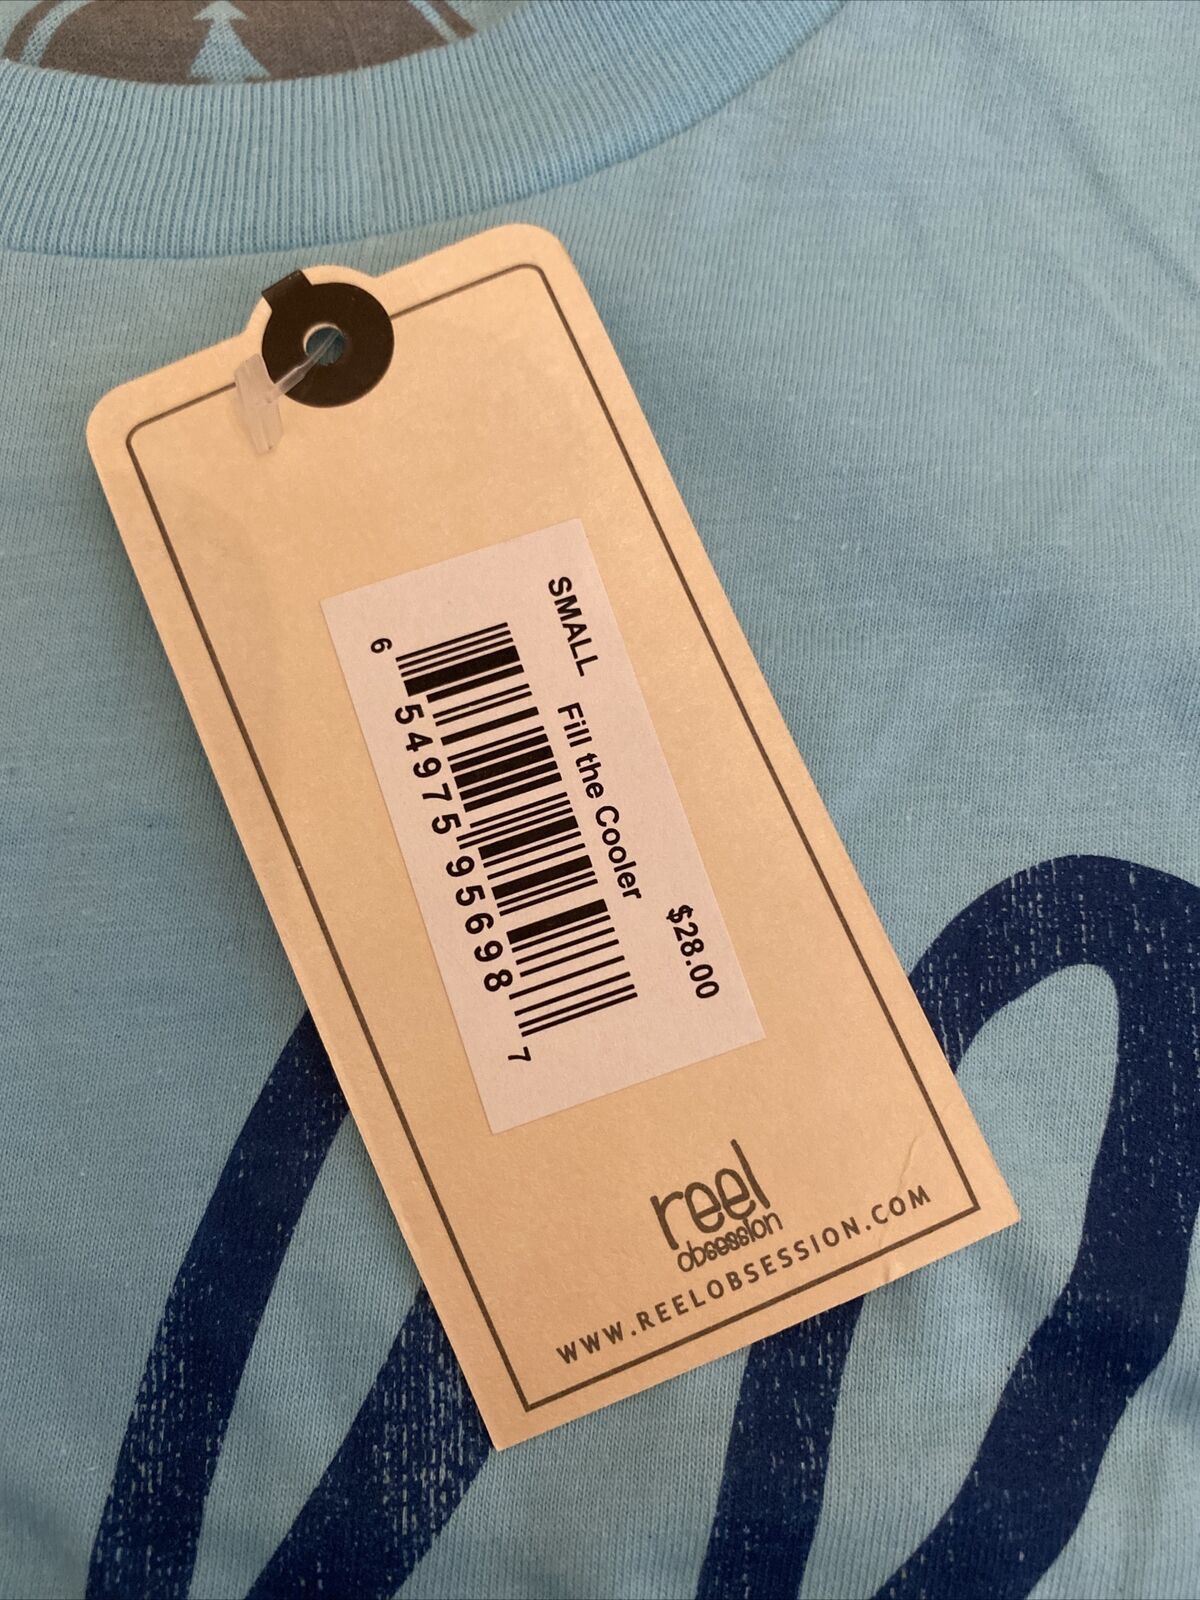 SMALL
Fill the Cooler
$28.00
6 54975 95698 7
reel
obsession
WWW.REELOBSESSION.COM